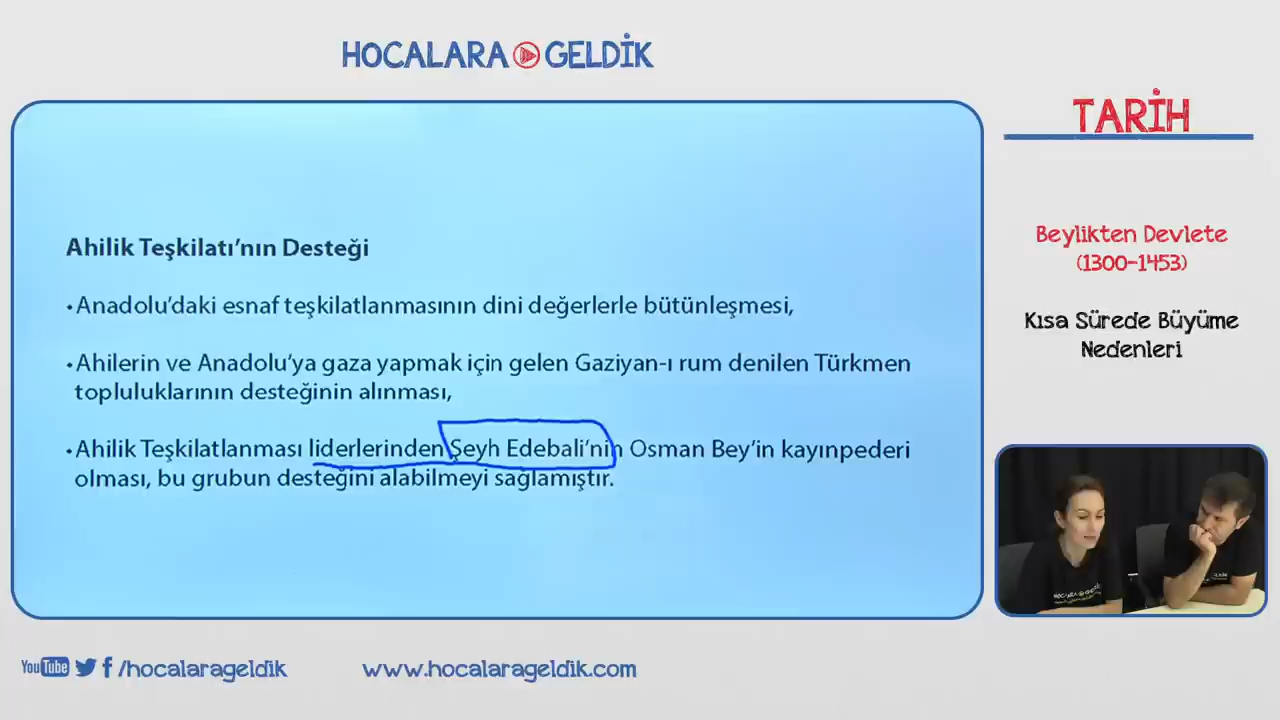 HOCALARA GELDİK
TARİH
Beylikten Devlete
(1300-1453)
Kısa Sürede Büyüme
Nedenleri
Ahilik Teşkilatı'nın Desteği
•Anadolu'daki esnaf teşkilatlanmasının dini değerlerle bütünleşmesi,
•Ahilerin ve Anadolu'ya gaza yapmak için gelen Gaziyan-ı rum denilen Türkmen
topluluklarının desteğinin alınması,
•Ahilik Teşkilatlanması liderlerinden Şeyh Edebali'nin Osman Bey'in kayınpederi
olması, bu grubun desteğini alabilmeyi sağlamıştır.
HOCALARA GELDİK
YouTube /hocalarageldik
www.hocalarageldik.com